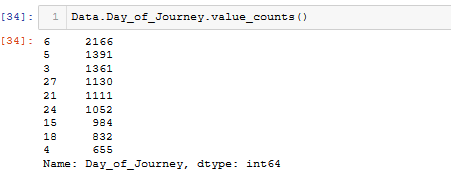 [34]: 1 Data.Day_of_Journey.value_counts()
[34]: 6 2166
5 1391
3 1361
27 1130
21 1111
24 1052
15 984
18 832
4 655
Name: Day_of_Journey, dtype: int64